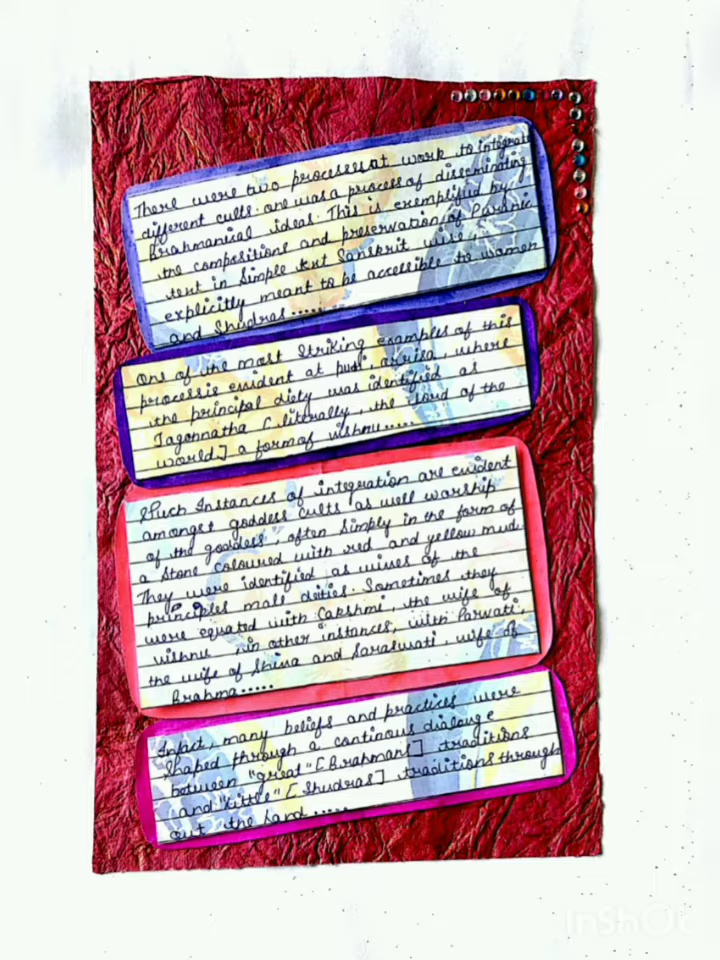 There were two processes at work to integrate
different cults. one was a process of disseminating
Brahmanical ideas. This is exemplified by
the compositions and preservation of Puranic
text in simple text Sanskrit wise
explicitly meant to be accessible to women
and Shudras.....
One of the most Striking examples of this
process is evident at puri, orrisa, where
the principal diety was identified as
Jagannatha [literally, the lord of the
world] a form of vishnu.....
Such Instances of integration are evident
amongst goddess cults as well worship
of the goddess, often Simply in the form of
a Stone coloured with red and yellow mud.
They were identified as wives of the
principles male deities. Sometimes they
were equated with Lakshmi, the wife of
vishnu in other instances, with Parvati,
the wife of Shiva and Saraswati, wife of
Brahma.....
Infact, many beliefs and practices were
shaped through a continous dialouge
between "great" [Brahmans] traditions
and "little" [Shudras] traditions through
out the land.....
InShot